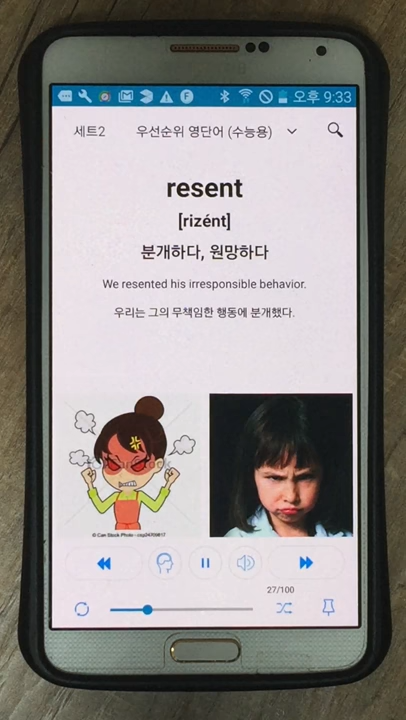 오후 9:33
세트2 우선순위 영단어 (수능용)
resent
[rizént]
분개하다, 원망하다
We resented his irresponsible behavior.
우리는 그의 무책임한 행동에 분개했다.
© Can Stock Photo
27/100